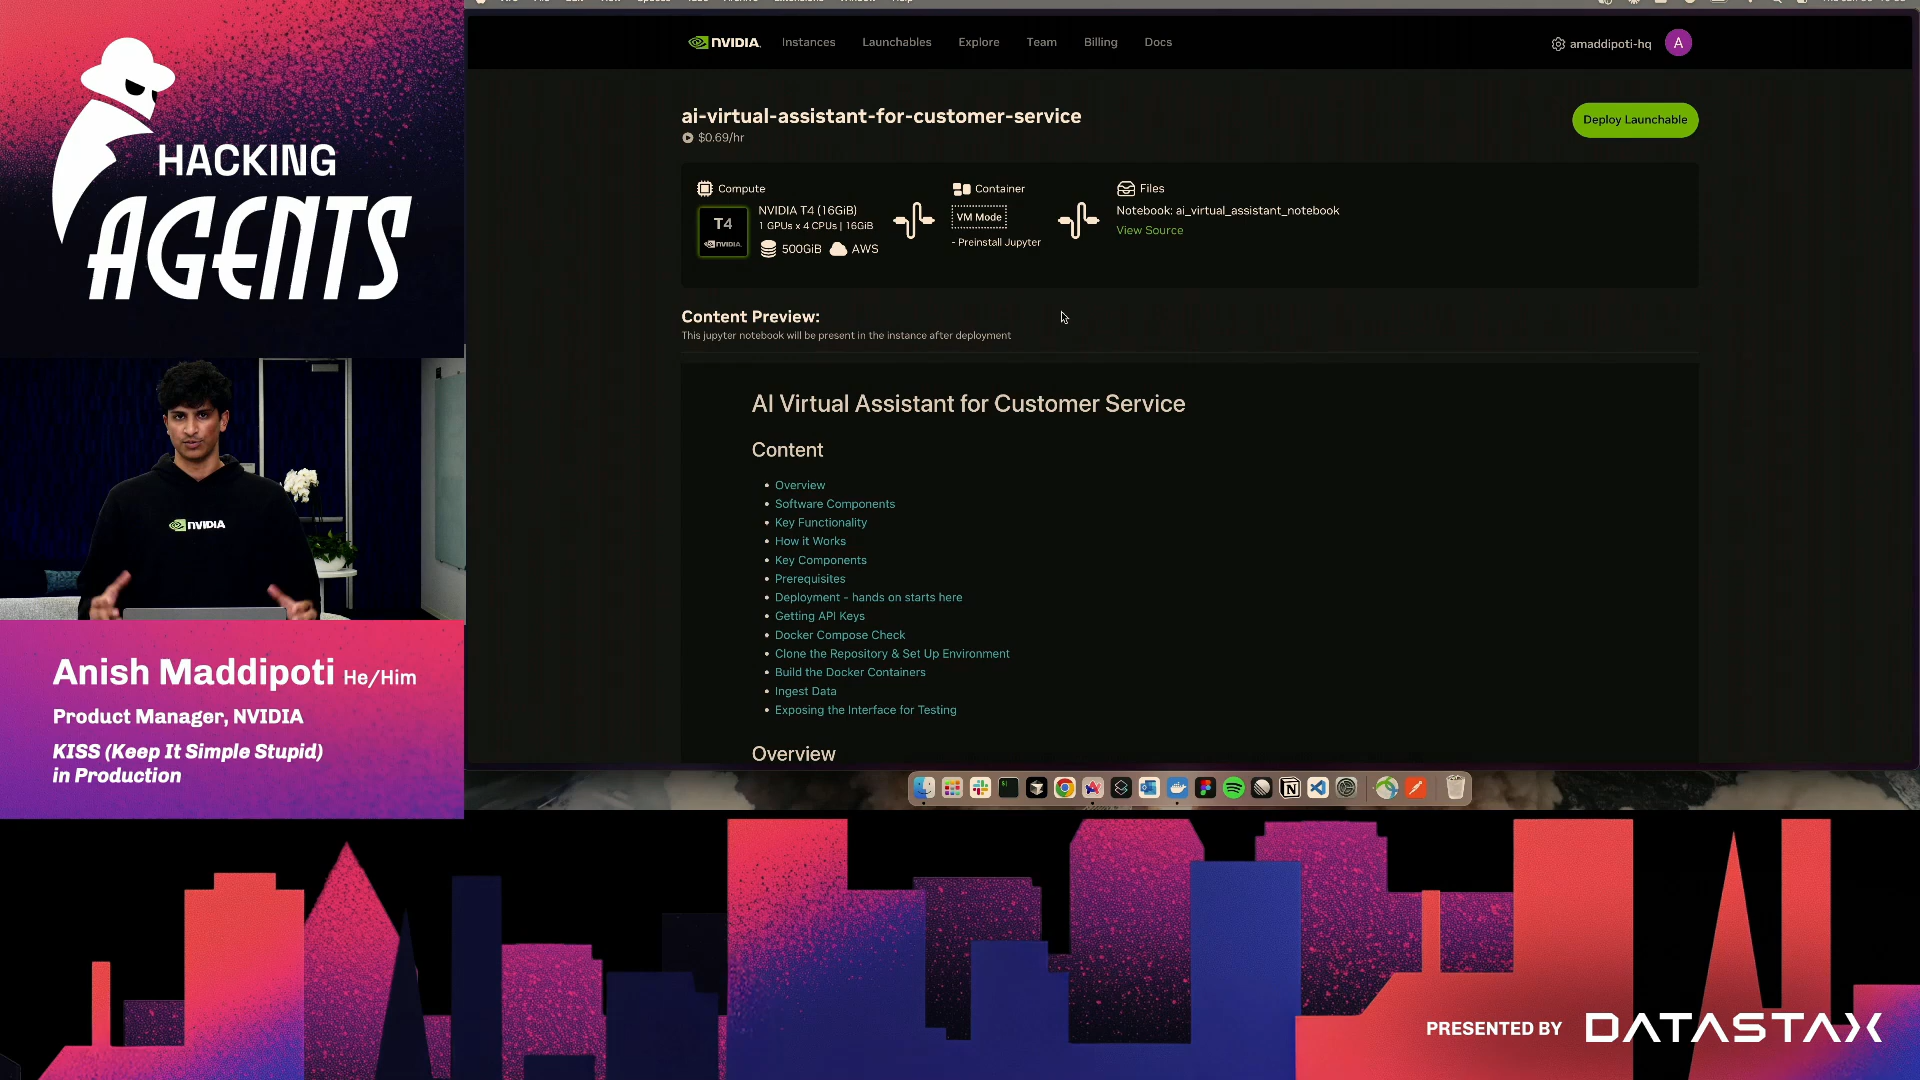 HACKING
AGENTS
NVIDIA
Anish Maddipoti He/Him
Product Manager, NVIDIA
KISS (Keep It Simple Stupid)
in Production
NVIDIA. Instances Launchables Explore Team Billing Docs amaddipoti-hq A
ai-virtual-assistant-for-customer-service
$0.69/hr
Deploy Launchable
Compute
T4
NVIDIA.
NVIDIA T4 (16GiB)
1 GPUs x 4 CPUs | 16GiB
500GiB AWS
Container
VM Mode
- Preinstall Jupyter
Files
Notebook: ai_virtual_assistant_notebook
View Source
Content Preview:
This jupyter notebook will be present in the instance after deployment
AI Virtual Assistant for Customer Service
Content
• Overview
• Software Components
• Key Functionality
• How it Works
• Key Components
• Prerequisites
• Deployment - hands on starts here
• Getting API Keys
• Docker Compose Check
• Clone the Repository & Set Up Environment
• Build the Docker Containers
• Ingest Data
• Exposing the Interface for Testing
Overview
PRESENTED BY DATASTAX